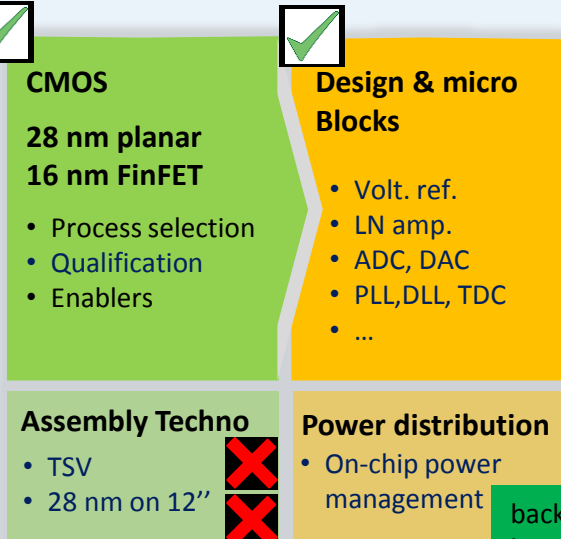 CMOS
28 nm planar
16 nm FinFET
• Process selection
• Qualification
• Enablers
Design & micro
Blocks
• Volt. ref.
• LN amp.
• ADC, DAC
• PLL,DLL, TDC
• ...
Assembly Techno
• TSV
• 28 nm on 12’’
Power distribution
• On-chip power
management
back